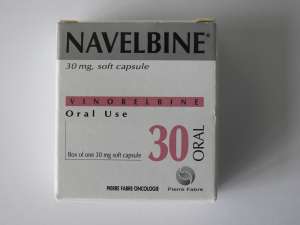 NAVELBINE®
30 mg, soft capsule
VINORELBINE
Oral Use
30 ORAL
Box of one 30 mg soft capsule
PIERRE FABRE ONCOLOGIE
Pierre Fabre